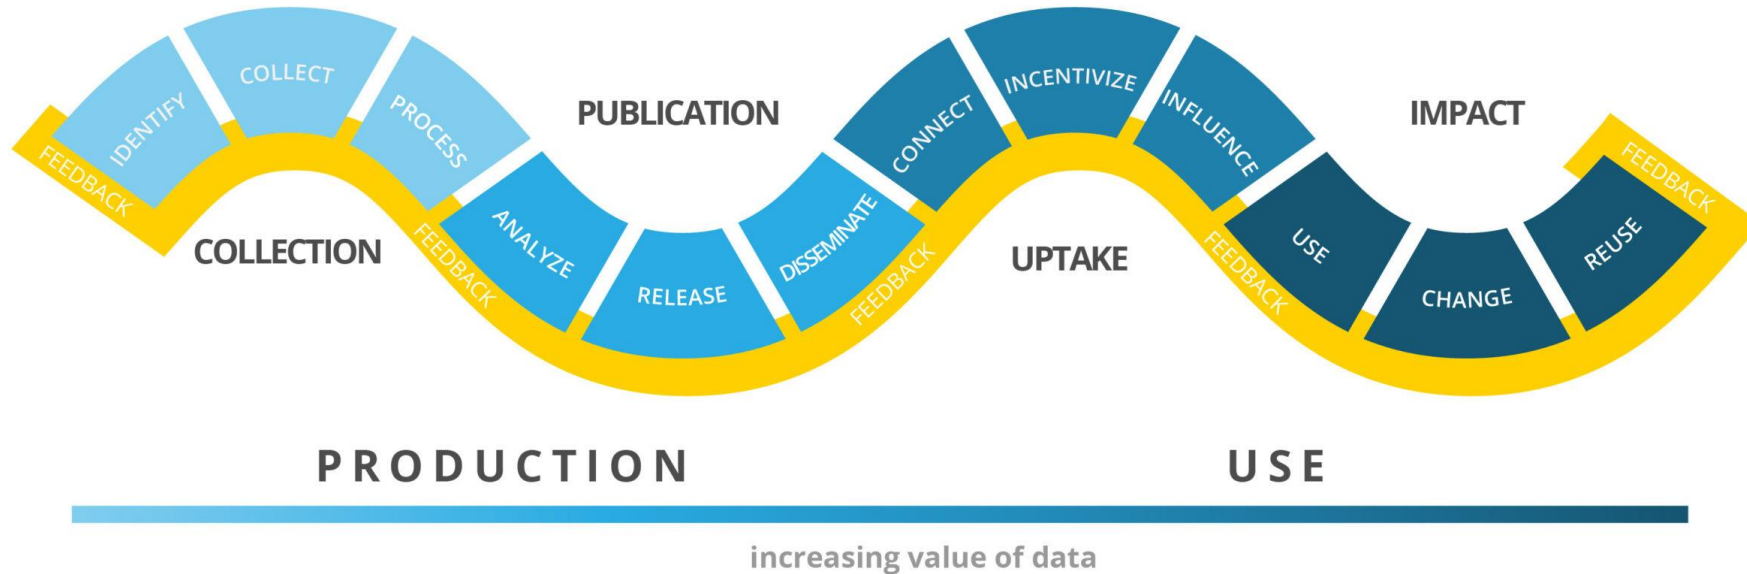 IDENTIFY
COLLECT
PROCESS
FEEDBACK
COLLECTION
FEEDBACK
ANALYZE
RELEASE
DISSEMINATE
PUBLICATION
FEEDBACK
CONNECT
INCENTIVIZE
INFLUENCE
UPTAKE
FEEDBACK
USE
CHANGE
REUSE
IMPACT
FEEDBACK
PRODUCTION
USE
increasing value of data